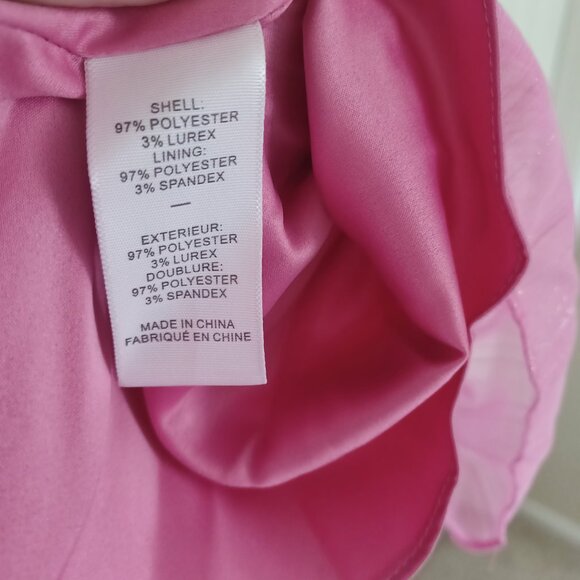 SHELL:
97% POLYESTER
3% LUREX
LINING:
97% POLYESTER
3% SPANDEX
—
EXTERIEUR:
97% POLYESTER
3% LUREX
DOUBLURE:
97% POLYESTER
3% SPANDEX
MADE IN CHINA
FABRIQUÉ EN CHINE